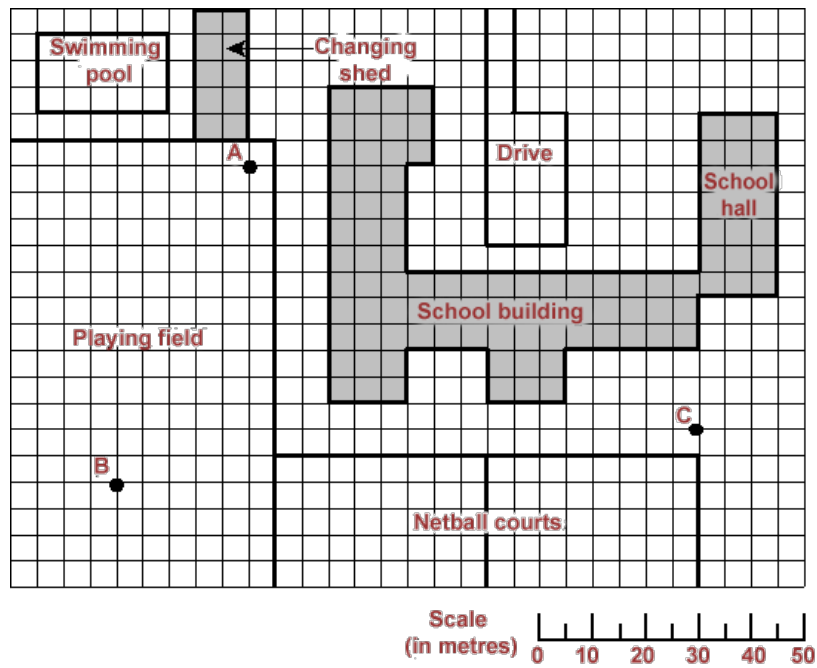 Swimming
pool
Changing
shed
A
Drive
School
hall
School building
Playing field
C
B
Netball courts
Scale
(in metres)
0 10 20 30 40 50